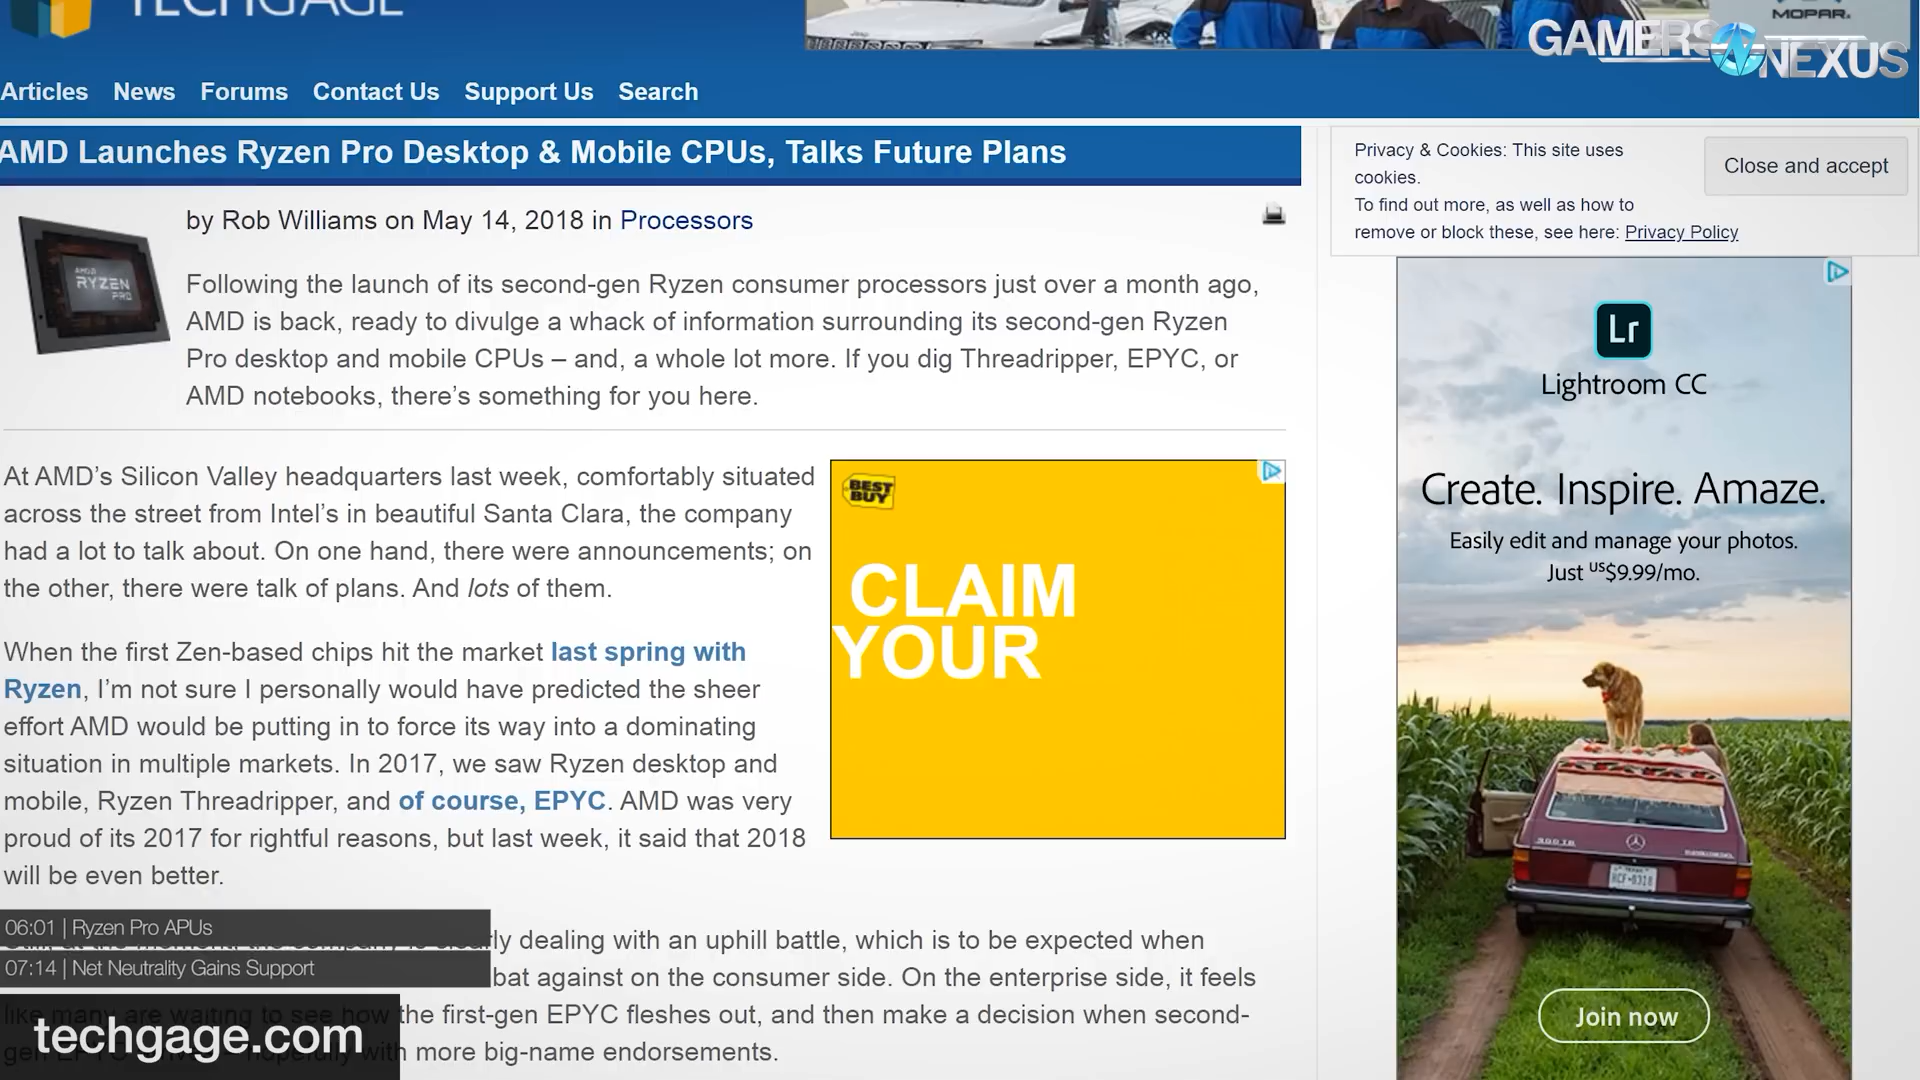 TECHGAGE
MOPAR.
GAMERS NEXUS
Articles News Forums Contact Us Support Us Search
AMD Launches Ryzen Pro Desktop & Mobile CPUs, Talks Future Plans
by Rob Williams on May 14, 2018 in Processors
AMD
RYZEN
PRO
Following the launch of its second-gen Ryzen consumer processors just over a month ago,
AMD is back, ready to divulge a whack of information surrounding its second-gen Ryzen
Pro desktop and mobile CPUs – and, a whole lot more. If you dig Threadripper, EPYC, or
AMD notebooks, there’s something for you here.
At AMD’s Silicon Valley headquarters last week, comfortably situated
across the street from Intel’s in beautiful Santa Clara, the company
had a lot to talk about. On one hand, there were announcements; on
the other, there were talk of plans. And lots of them.
When the first Zen-based chips hit the market last spring with
Ryzen, I’m not sure I personally would have predicted the sheer
effort AMD would be putting in to force its way into a dominating
situation in multiple markets. In 2017, we saw Ryzen desktop and
mobile, Ryzen Threadripper, and of course, EPYC. AMD was very
proud of its 2017 for rightful reasons, but last week, it said that 2018
will be even better.
dealing with an uphill battle, which is to be expected when
against on the consumer side. On the enterprise side, it feels
like many are waiting to see how the first-gen EPYC fleshes out, and then make a decision when second-
with more big-name endorsements.
06:01 | Ryzen Pro APUs
07:14 | Net Neutrality Gains Support
techgage.com
BEST
BUY
CLAIM
YOUR
Privacy & Cookies: This site uses
cookies.
To find out more, as well as how to
remove or block these, see here: Privacy Policy
Close and accept
Lr
Lightroom CC
Create. Inspire. Amaze.
Easily edit and manage your photos.
Just US$9.99/mo.
Join now